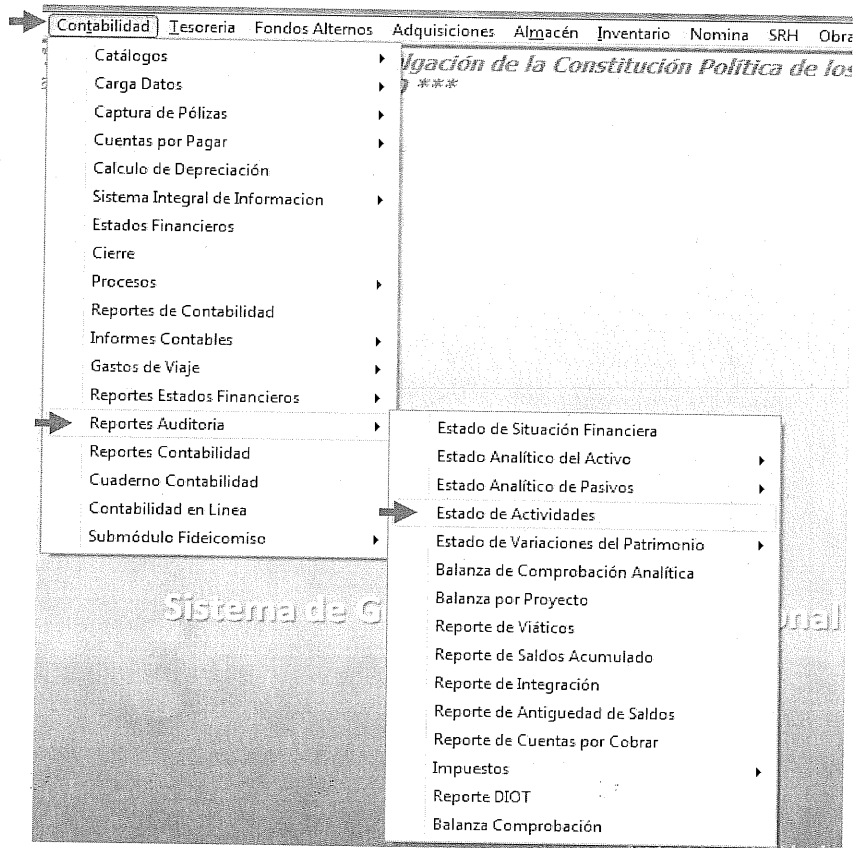 Contabilidad Tesoreria Fondos Alternos Adquisiciones Almacén Inventario Nomina SRH Obra
lgación de la Constitución Política de los
***
Catálogos
Carga Datos
Captura de Pólizas
Cuentas por Pagar
Calculo de Depreciación
Sistema Integral de Informacion
Estados Financieros
Cierre
Procesos
Reportes de Contabilidad
Informes Contables
Gastos de Viaje
Reportes Estados Financieros
Reportes Auditoria
Reportes Contabilidad
Cuaderno Contabilidad
Contabilidad en Linea
Submódulo Fideicomiso
Estado de Situación Financiera
Estado Analítico del Activo
Estado Analítico de Pasivos
Estado de Actividades
Estado de Variaciones del Patrimonio
Balanza de Comprobación Analítica
Balanza por Proyecto
Reporte de Viáticos
Reporte de Saldos Acumulado
Reporte de Integración
Reporte de Antiguedad de Saldos
Reporte de Cuentas por Cobrar
Impuestos
Reporte DIOT
Balanza Comprobación
Sistema de G onal